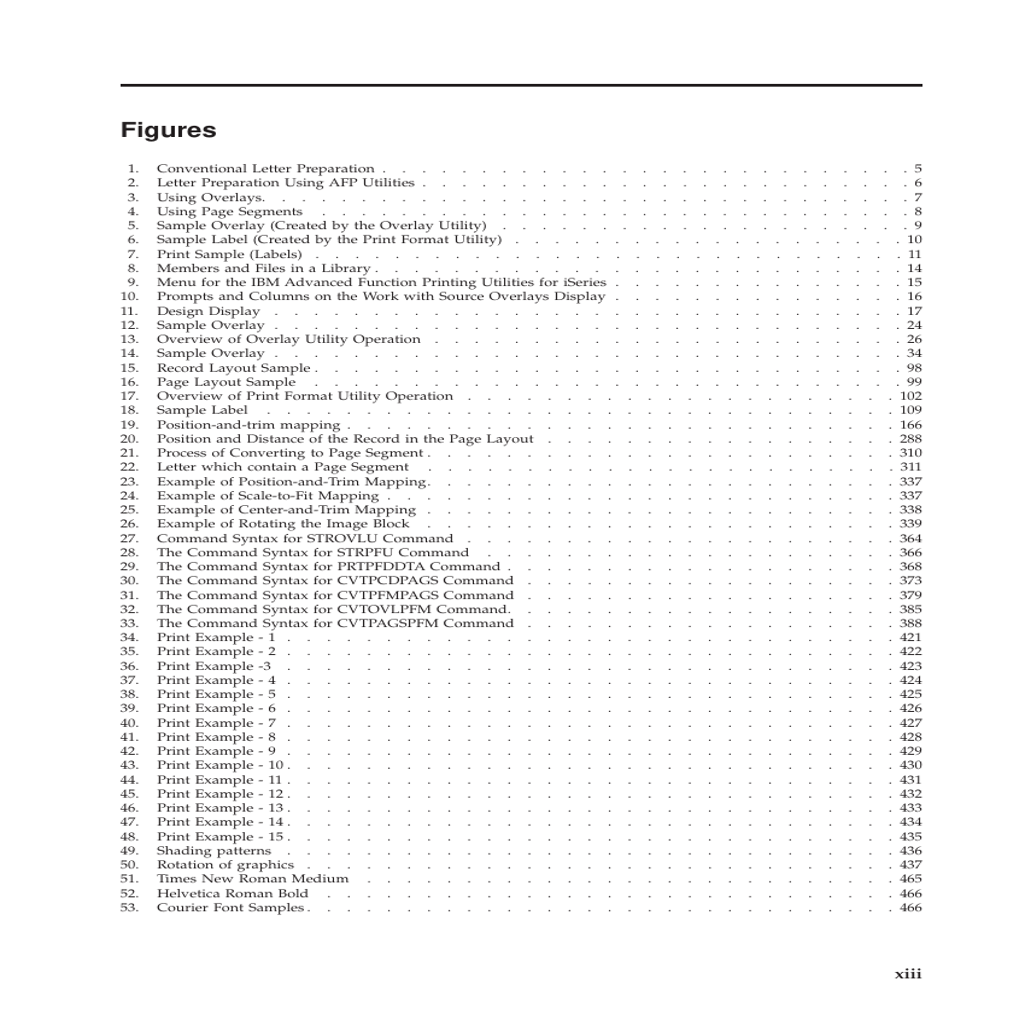 Figures
1. Conventional Letter Preparation . . . . . . . . . . . . . . . . . . . . . . . . . . . 5
2. Letter Preparation Using AFP Utilities . . . . . . . . . . . . . . . . . . . . . . . . . 6
3. Using Overlays. . . . . . . . . . . . . . . . . . . . . . . . . . . . . . . . . 7
4. Using Page Segments . . . . . . . . . . . . . . . . . . . . . . . . . . . . . . 8
5. Sample Overlay (Created by the Overlay Utility) . . . . . . . . . . . . . . . . . . . . . 9
6. Sample Label (Created by the Print Format Utility) . . . . . . . . . . . . . . . . . . . . 10
7. Print Sample (Labels) . . . . . . . . . . . . . . . . . . . . . . . . . . . . . . 11
8. Members and Files in a Library . . . . . . . . . . . . . . . . . . . . . . . . . . . 14
9. Menu for the IBM Advanced Function Printing Utilities for iSeries . . . . . . . . . . . . . . . 15
10. Prompts and Columns on the Work with Source Overlays Display . . . . . . . . . . . . . . . 16
11. Design Display . . . . . . . . . . . . . . . . . . . . . . . . . . . . . . . . 17
12. Sample Overlay . . . . . . . . . . . . . . . . . . . . . . . . . . . . . . . . 24
13. Overview of Overlay Utility Operation . . . . . . . . . . . . . . . . . . . . . . . . 26
14. Sample Overlay . . . . . . . . . . . . . . . . . . . . . . . . . . . . . . . . 34
15. Record Layout Sample . . . . . . . . . . . . . . . . . . . . . . . . . . . . . . 98
16. Page Layout Sample . . . . . . . . . . . . . . . . . . . . . . . . . . . . . . 99
17. Overview of Print Format Utility Operation . . . . . . . . . . . . . . . . . . . . . . 102
18. Sample Label . . . . . . . . . . . . . . . . . . . . . . . . . . . . . . . . 109
19. Position-and-trim mapping . . . . . . . . . . . . . . . . . . . . . . . . . . . . 166
20. Position and Distance of the Record in the Page Layout . . . . . . . . . . . . . . . . . . 288
21. Process of Converting to Page Segment . . . . . . . . . . . . . . . . . . . . . . . . 310
22. Letter which contain a Page Segment . . . . . . . . . . . . . . . . . . . . . . . . 311
23. Example of Position-and-Trim Mapping. . . . . . . . . . . . . . . . . . . . . . . . 337
24. Example of Scale-to-Fit Mapping . . . . . . . . . . . . . . . . . . . . . . . . . . 337
25. Example of Center-and-Trim Mapping . . . . . . . . . . . . . . . . . . . . . . . . 338
26. Example of Rotating the Image Block . . . . . . . . . . . . . . . . . . . . . . . . 339
27. Command Syntax for STROVLU Command . . . . . . . . . . . . . . . . . . . . . . 364
28. The Command Syntax for STRPFU Command . . . . . . . . . . . . . . . . . . . . . 366
29. The Command Syntax for PRTPFDDTA Command . . . . . . . . . . . . . . . . . . . . 368
30. The Command Syntax for CVTPCDPAGS Command . . . . . . . . . . . . . . . . . . . 373
31. The Command Syntax for CVTPFMPAGS Command . . . . . . . . . . . . . . . . . . . 379
32. The Command Syntax for CVTOVLPFM Command. . . . . . . . . . . . . . . . . . . . 385
33. The Command Syntax for CVTPAGSPFM Command . . . . . . . . . . . . . . . . . . . 388
34. Print Example - 1 . . . . . . . . . . . . . . . . . . . . . . . . . . . . . . . 421
35. Print Example - 2 . . . . . . . . . . . . . . . . . . . . . . . . . . . . . . . 422
36. Print Example -3 . . . . . . . . . . . . . . . . . . . . . . . . . . . . . . . 423
37. Print Example - 4 . . . . . . . . . . . . . . . . . . . . . . . . . . . . . . . 424
38. Print Example - 5 . . . . . . . . . . . . . . . . . . . . . . . . . . . . . . . 425
39. Print Example - 6 . . . . . . . . . . . . . . . . . . . . . . . . . . . . . . . 426
40. Print Example - 7 . . . . . . . . . . . . . . . . . . . . . . . . . . . . . . . 427
41. Print Example - 8 . . . . . . . . . . . . . . . . . . . . . . . . . . . . . . . 428
42. Print Example - 9 . . . . . . . . . . . . . . . . . . . . . . . . . . . . . . . 429
43. Print Example - 10 . . . . . . . . . . . . . . . . . . . . . . . . . . . . . . . 430
44. Print Example - 11 . . . . . . . . . . . . . . . . . . . . . . . . . . . . . . . 431
45. Print Example - 12 . . . . . . . . . . . . . . . . . . . . . . . . . . . . . . . 432
46. Print Example - 13 . . . . . . . . . . . . . . . . . . . . . . . . . . . . . . . 433
47. Print Example - 14 . . . . . . . . . . . . . . . . . . . . . . . . . . . . . . . 434
48. Print Example - 15 . . . . . . . . . . . . . . . . . . . . . . . . . . . . . . . 435
49. Shading patterns . . . . . . . . . . . . . . . . . . . . . . . . . . . . . . . 436
50. Rotation of graphics . . . . . . . . . . . . . . . . . . . . . . . . . . . . . . 437
51. Times New Roman Medium . . . . . . . . . . . . . . . . . . . . . . . . . . . 465
52. Helvetica Roman Bold . . . . . . . . . . . . . . . . . . . . . . . . . . . . . 466
53. Courier Font Samples . . . . . . . . . . . . . . . . . . . . . . . . . . . . . . 466
xiii